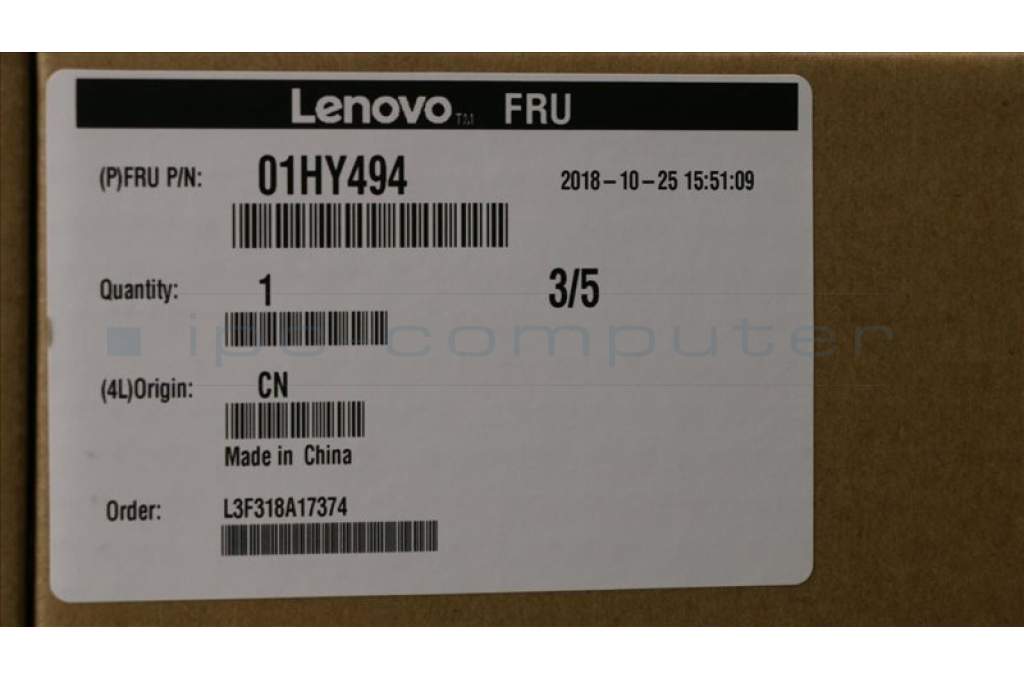 Lenovo™ FRU
(P)FRU P/N: 01HY494 2018-10-25 15:51:09
Quantity: 1 3/5
ipc computer
(4L)Origin: CN
Made in China
Order: L3F318A17374